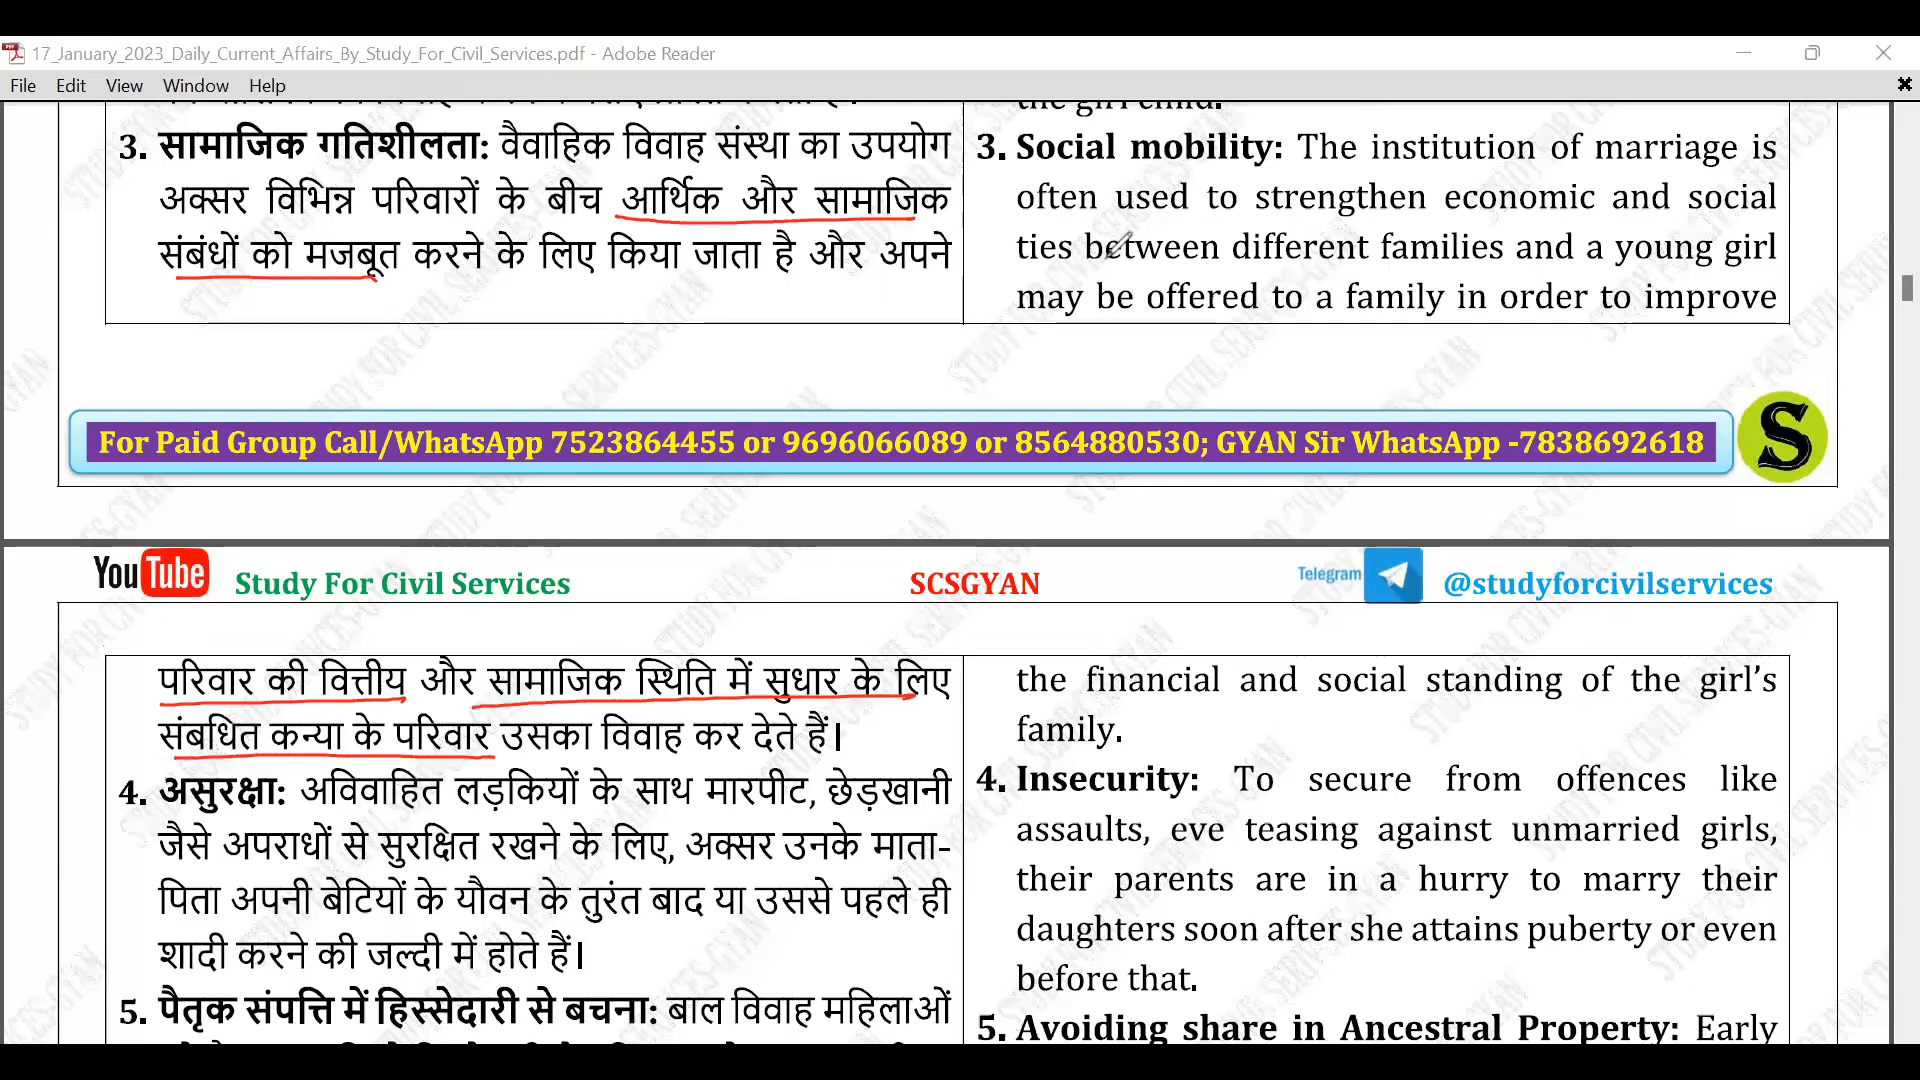 17_January_2023_Daily_Current_Affairs_By_Study_For_Civil_Services.pdf - Adobe Reader
File Edit View Window Help
the girl child.
3. सामाजिक गतिशीलता: वैवाहिक विवाह संस्था का उपयोग
अक्सर विभिन्न परिवारों के बीच आर्थिक और सामाजिक
संबंधों को मजबूत करने के लिए किया जाता है और अपने
3. Social mobility: The institution of marriage is
often used to strengthen economic and social
ties between different families and a young girl
may be offered to a family in order to improve
For Paid Group Call/WhatsApp 7523864455 or 9696066089 or 8564880530; GYAN Sir WhatsApp -7838692618
S
YouTube Study For Civil Services SCSGYAN Telegram @studyforcivilservices
परिवार की वित्तीय और सामाजिक स्थिति में सुधार के लिए
संबधित कन्या के परिवार उसका विवाह कर देते हैं।
4. असुरक्षा: अविवाहित लड़कियों के साथ मारपीट, छेड़खानी
जैसे अपराधों से सुरक्षित रखने के लिए, अक्सर उनके माता-
पिता अपनी बेटियों के यौवन के तुरंत बाद या उससे पहले ही
शादी करने की जल्दी में होते हैं।
5. पैतृक संपत्ति में हिस्सेदारी से बचना: बाल विवाह महिलाओं
the financial and social standing of the girl's
family.
4. Insecurity: To secure from offences like
assaults, eve teasing against unmarried girls,
their parents are in a hurry to marry their
daughters soon after she attains puberty or even
before that.
5. Avoiding share in Ancestral Property: Early